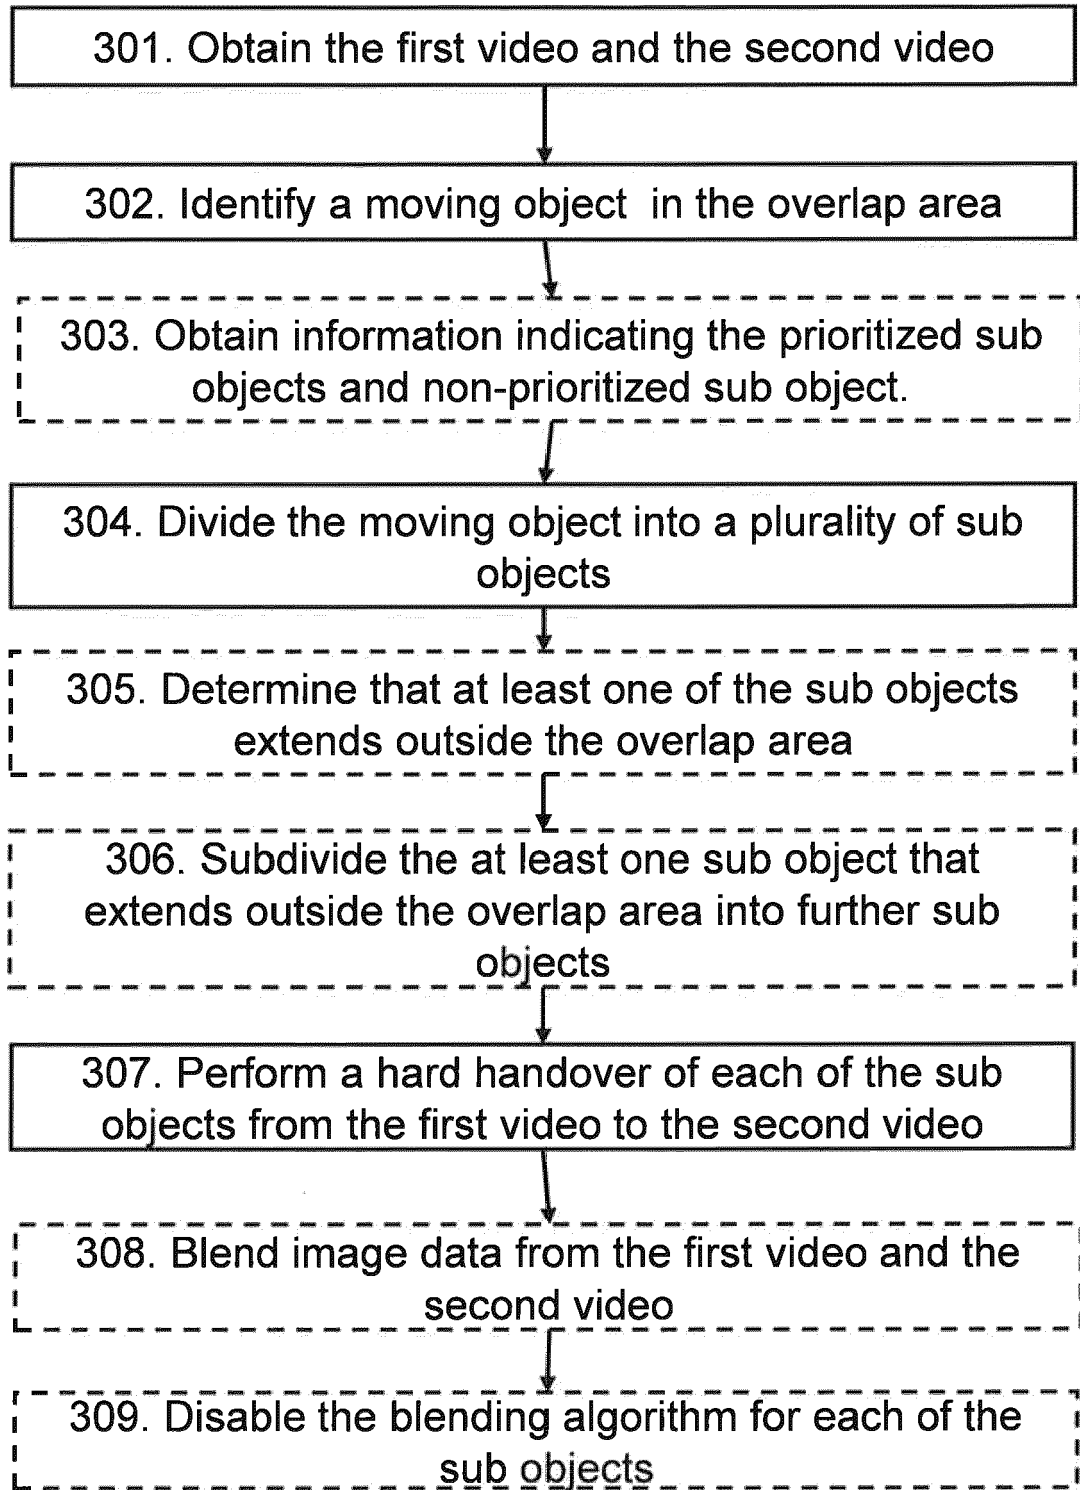 301. Obtain the first video and the second video
302. Identify a moving object in the overlap area
303. Obtain information indicating the prioritized sub
objects and non-prioritized sub object.
304. Divide the moving object into a plurality of sub
objects
305. Determine that at least one of the sub objects
extends outside the overlap area
306. Subdivide the at least one sub object that
extends outside the overlap area into further sub
objects
307. Perform a hard handover of each of the sub
objects from the first video to the second video
308. Blend image data from the first video and the
second video
309. Disable the blending algorithm for each of the
sub objects